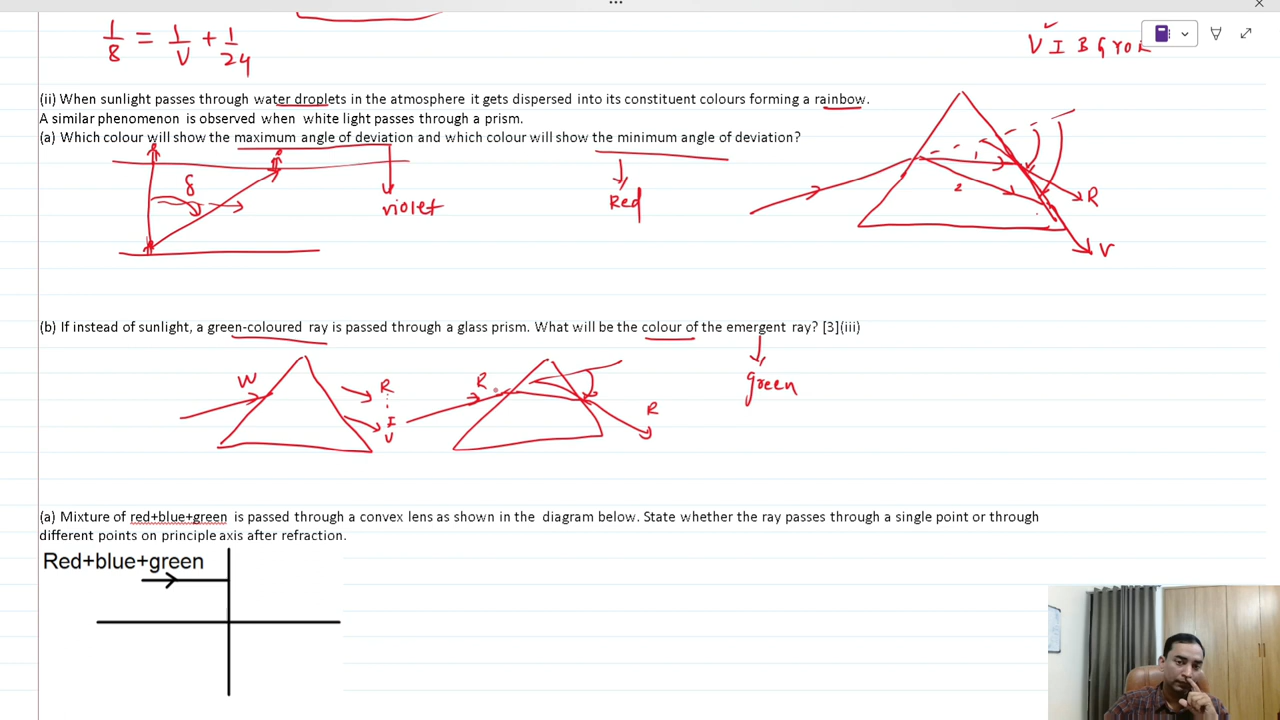 1/8 = 1/V + 1/24
V I B G Y O R
(ii) When sunlight passes through water droplets in the atmosphere it gets dispersed into its constituent colours forming a rainbow.
A similar phenomenon is observed when white light passes through a prism.
(a) Which colour will show the maximum angle of deviation and which colour will show the minimum angle of deviation?
δ
violet
Red
1
2
R
V
(b) If instead of sunlight, a green-coloured ray is passed through a glass prism. What will be the colour of the emergent ray? [3](iii)
W
R
I
V
R
R
green
(a) Mixture of red+blue+green is passed through a convex lens as shown in the diagram below. State whether the ray passes through a single point or through
different points on principle axis after refraction.
Red+blue+green